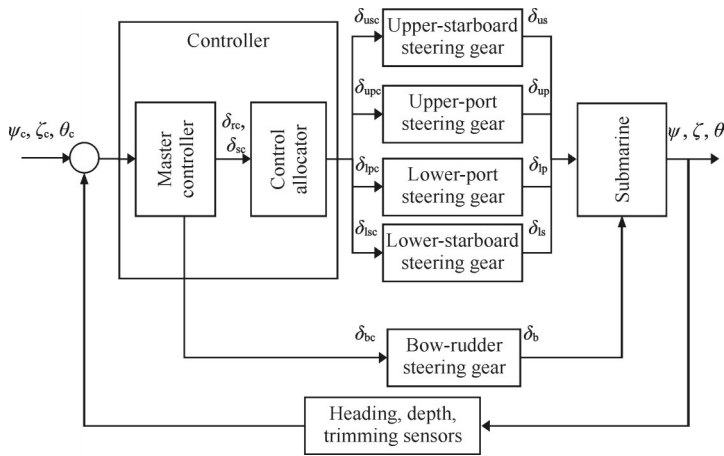 Controller
ψc, ζc, θc
Master
controller
δrc,
δsc
Control
allocator
δusc
Upper-starboard
steering gear
δus
δupc
Upper-port
steering gear
δup
δlpc
Lower-port
steering gear
δlp
δlsc
Lower-starboard
steering gear
δls
Submarine
ψ, ζ, θ
δbc
Bow-rudder
steering gear
δb
Heading, depth,
trimming sensors